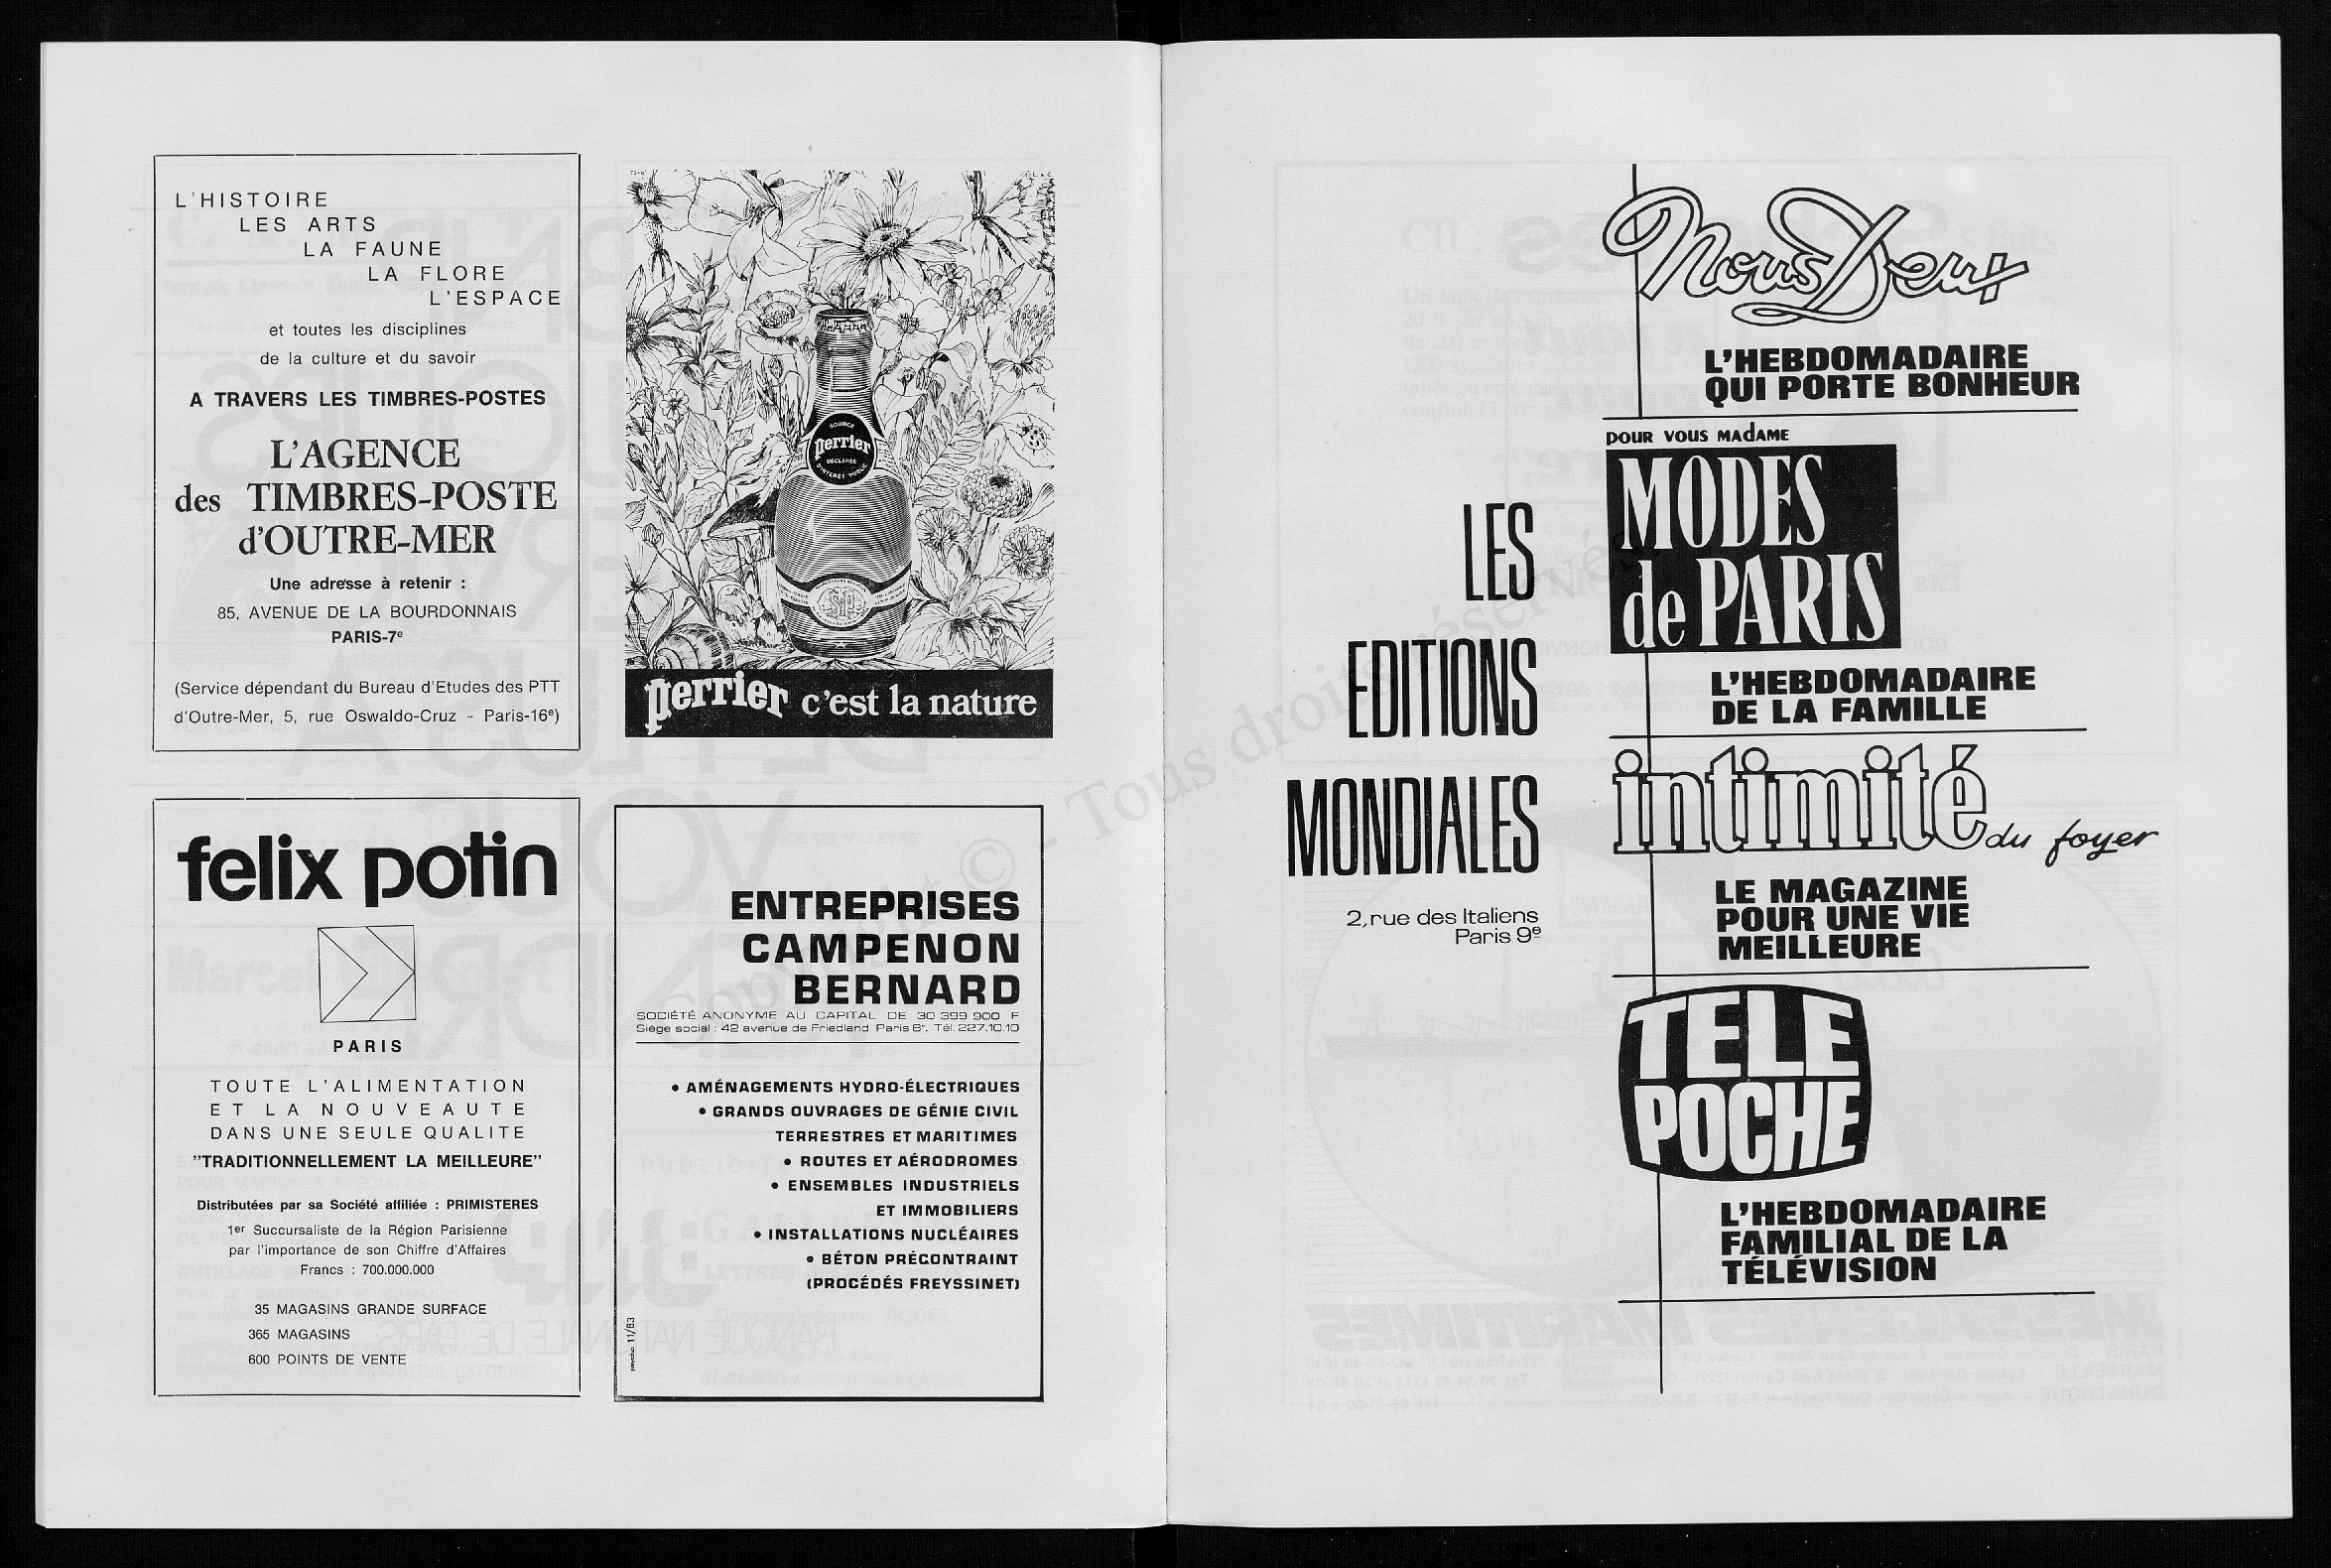 L'HISTOIRE
LES ARTS
LA FAUNE
LA FLORE
L'ESPACE
et toutes les disciplines
de la culture et du savoir
A TRAVERS LES TIMBRES-POSTES
L'AGENCE
des TIMBRES-POSTE
d'OUTRE-MER
Une adresse à retenir :
85, AVENUE DE LA BOURDONNAIS
PARIS-7e
(Service dépendant du Bureau d'Etudes des PTT
d'Outre-Mer, 5, rue Oswaldo-Cruz - Paris-16e)
SOURCE
perrier
DÉCLARÉE
D'INTÉRÊT PUBLIC
perrier c'est la nature
felix potin
PARIS
TOUTE L'ALIMENTATION
ET LA NOUVEAUTE
DANS UNE SEULE QUALITE
"TRADITIONNELLEMENT LA MEILLEURE"
Distribuées par sa Société affiliée : PRIMISTERES
1er Succursaliste de la Région Parisienne
par l'importance de son Chiffre d'Affaires
Francs : 700.000.000
35 MAGASINS GRANDE SURFACE
365 MAGASINS
600 POINTS DE VENTE
ENTREPRISES
CAMPENON
BERNARD
SOCIÉTÉ ANONYME AU CAPITAL DE 30 399 900 F
Siège social : 42 avenue de Friedland Paris 8e. Tél. 227.10.10
• AMÉNAGEMENTS HYDRO-ÉLECTRIQUES
• GRANDS OUVRAGES DE GÉNIE CIVIL
TERRESTRES ET MARITIMES
• ROUTES ET AÉRODROMES
• ENSEMBLES INDUSTRIELS
ET IMMOBILIERS
• INSTALLATIONS NUCLÉAIRES
• BÉTON PRÉCONTRAINT
(PROCÉDÉS FREYSSINET)
LES
EDITIONS
MONDIALES
2, rue des Italiens
Paris 9e
Nous Deux
L'HEBDOMADAIRE
QUI PORTE BONHEUR
POUR VOUS MAdAME
MODES
de PARIS
L'HEBDOMADAIRE
DE LA FAMILLE
intimité du foyer
LE MAGAZINE
POUR UNE VIE
MEILLEURE
TELE
POCHE
L'HEBDOMADAIRE
FAMILIAL DE LA
TÉLÉVISION
Copyright © - Tous droits réservés